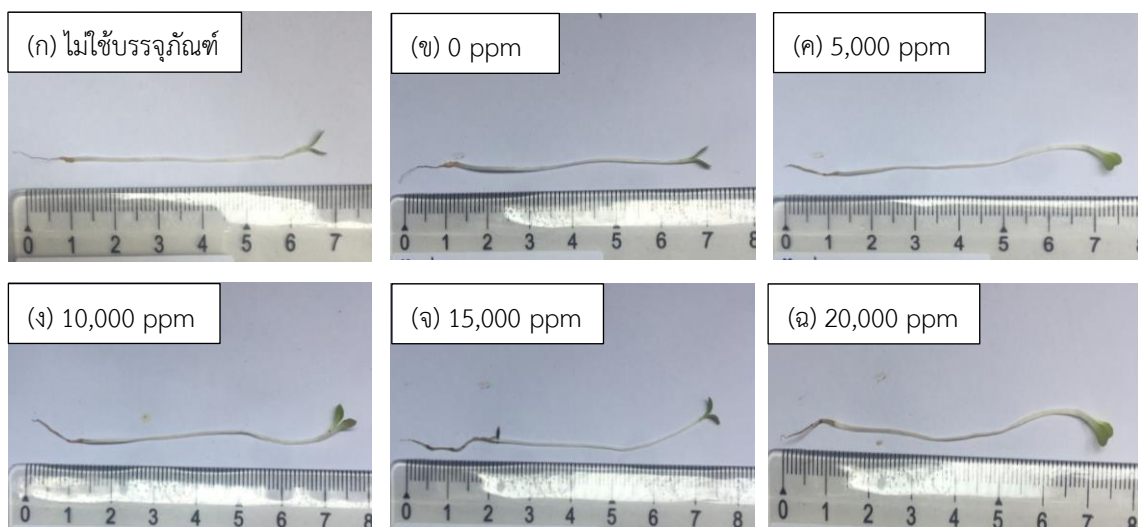 (ก) ไม่ใช้บรรจุภัณฑ์
(ข) 0 ppm
(ค) 5,000 ppm
0 1 2 3 4 5 6 7
0 1 2 3 4 5 6 7 8
0 1 2 3 4 5 6 7
(ง) 10,000 ppm
(จ) 15,000 ppm
(ฉ) 20,000 ppm
0 1 2 3 4 5 6 7 8
0 1 2 3 4 5 6 7 8
0 1 2 3 4 5 6 7 8